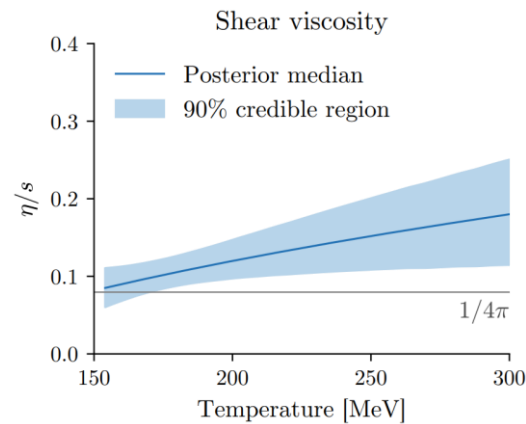 Shear viscosity
0.4
Posterior median
90% credible region
0.3
η/s
0.2
0.1
1/4π
0.0
150
200
250
300
Temperature [MeV]